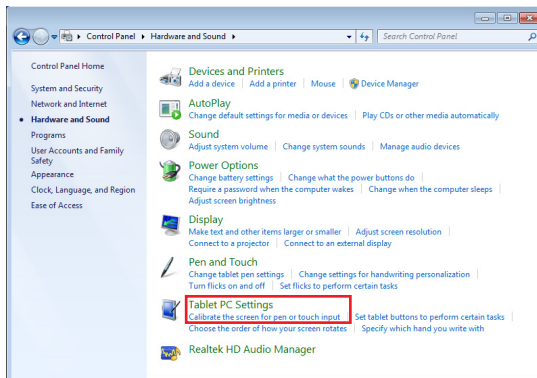 Control Panel ▸ Hardware and Sound ▸ Search Control Panel
Control Panel Home
System and Security
Network and Internet
Hardware and Sound
Programs
User Accounts and Family
Safety
Appearance
Clock, Language, and Region
Ease of Access
Devices and Printers
Add a device Add a printer Mouse Device Manager
AutoPlay
Change default settings for media or devices Play CDs or other media automatically
Sound
Adjust system volume Change system sounds Manage audio devices
Power Options
Change battery settings Change what the power buttons do
Require a password when the computer wakes Change when the computer sleeps
Adjust screen brightness
Display
Make text and other items larger or smaller Adjust screen resolution
Connect to a projector Connect to an external display
Pen and Touch
Change tablet pen settings Change settings for handwriting personalization
Turn flicks on and off Set flicks to perform certain tasks
Tablet PC Settings
Calibrate the screen for pen or touch input Set tablet buttons to perform certain tasks
Choose the order of how your screen rotates Specify which hand you write with
Realtek HD Audio Manager